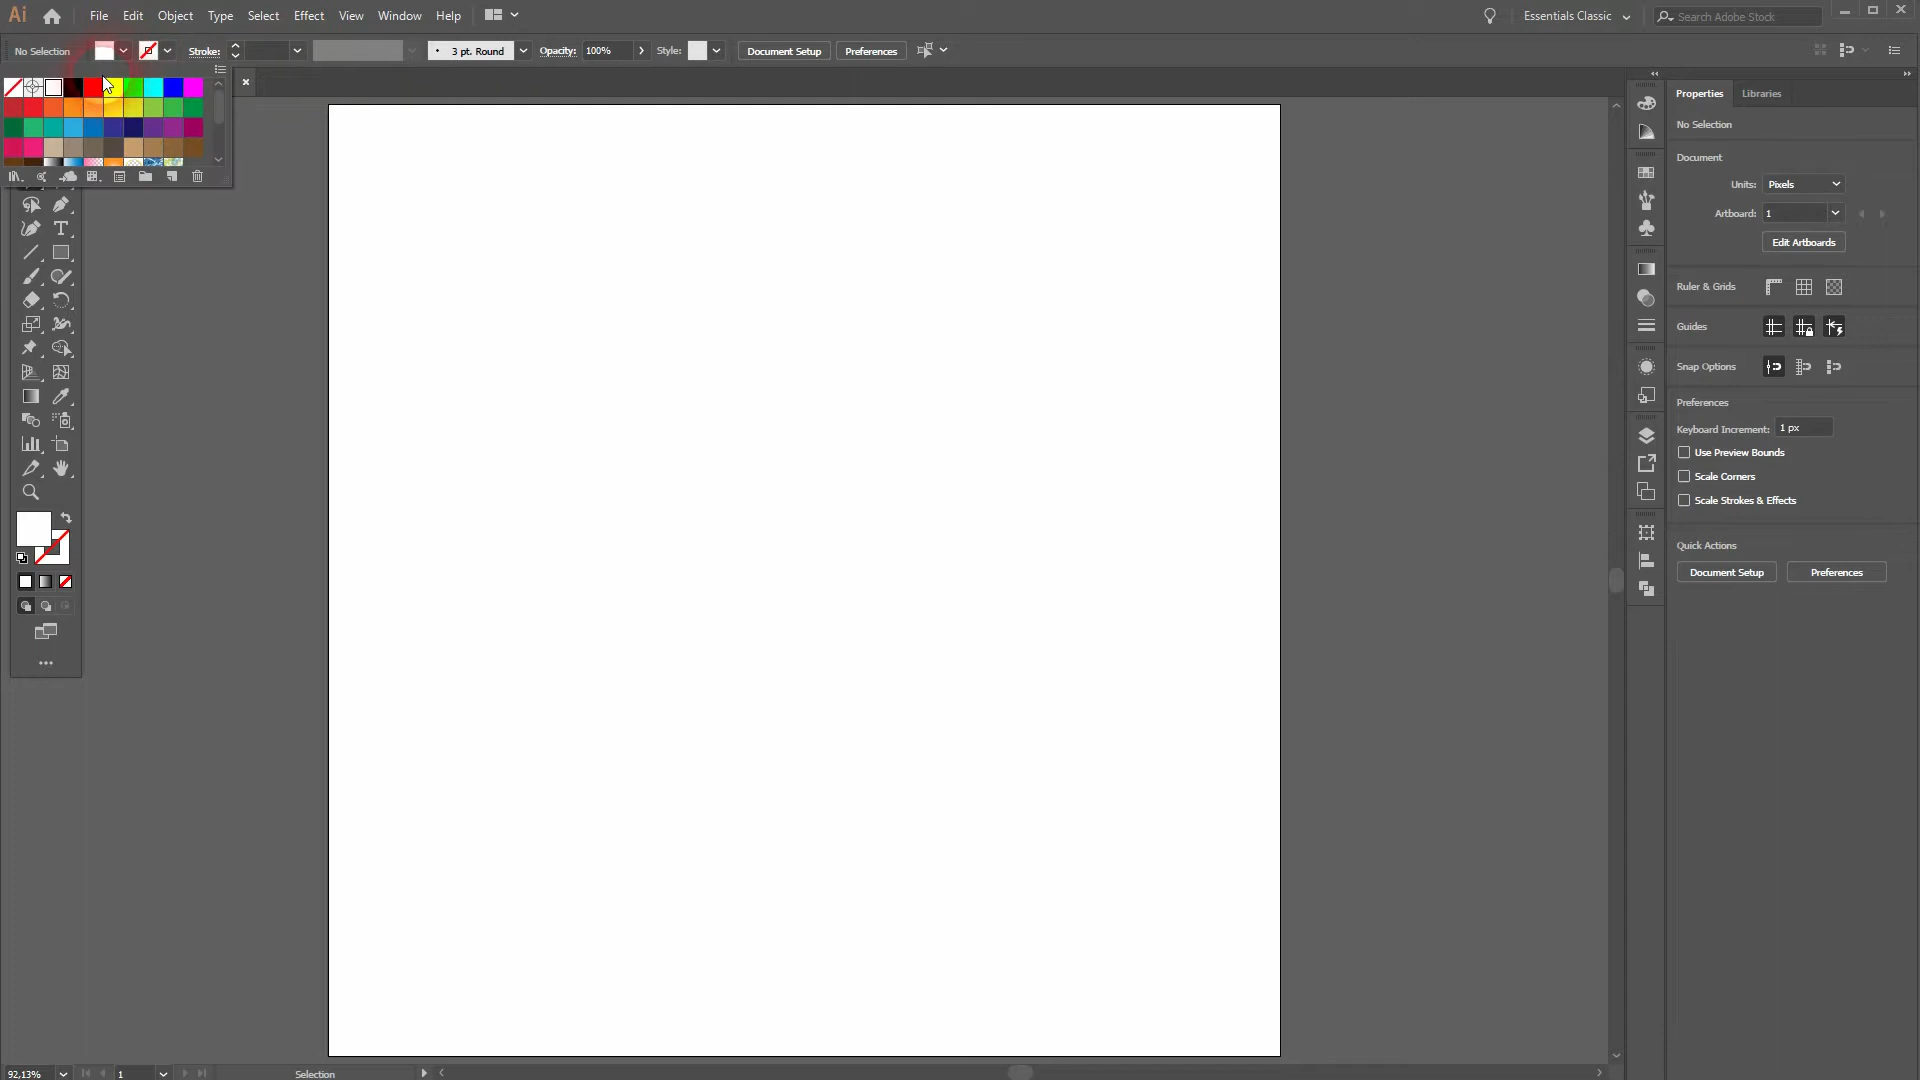 Ai File Edit Object Type Select Effect View Window Help Essentials Classic Search Adobe Stock
No Selection Stroke: 3 pt. Round Opacity: 100% Style: Document Setup Preferences
Properties Libraries
No Selection
Document
Units: Pixels
Artboard: 1
Edit Artboards
Ruler & Grids
Guides
Snap Options
Preferences
Keyboard Increment: 1 px
Use Preview Bounds
Scale Corners
Scale Strokes & Effects
Quick Actions
Document Setup Preferences
92,13% 1 Selection